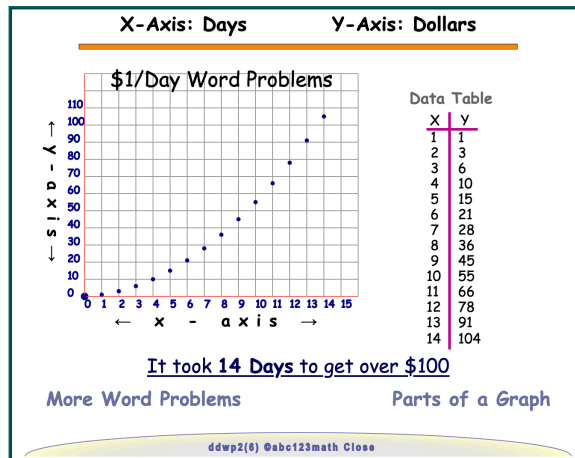 X-Axis: Days Y-Axis: Dollars
$1/Day Word Problems
Data Table
X Y
1 1
2 3
3 6
4 10
5 15
6 21
7 28
8 36
9 45
10 55
11 66
12 78
13 91
14 104
110
100
90
80
70
60
50
40
30
20
10
0
← y - axis →
0 1 2 3 4 5 6 7 8 9 10 11 12 13 14 15
← x - axis →
It took 14 Days to get over $100
More Word Problems Parts of a Graph
ddwp2(6) ©abc123math Close